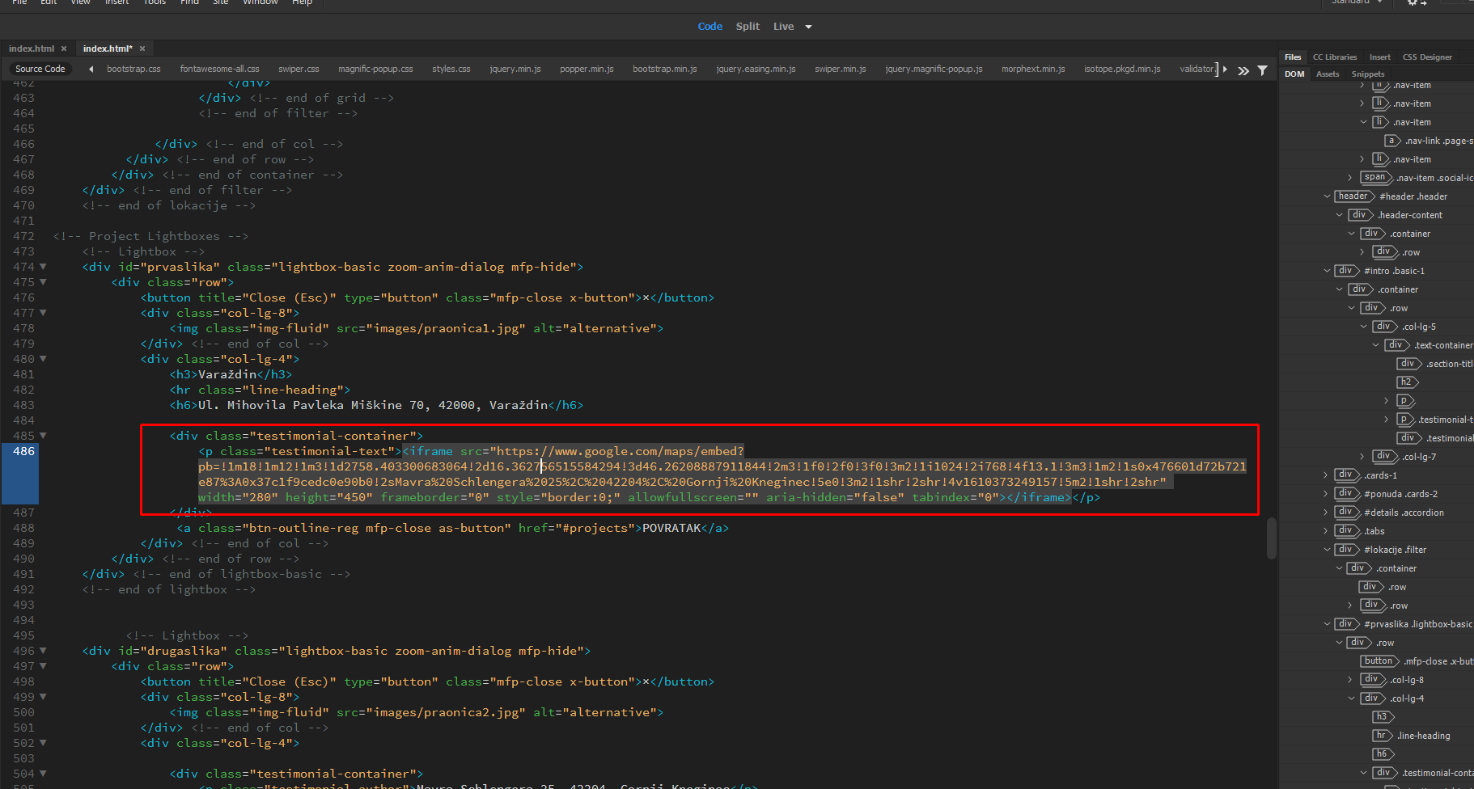 File Edit View Insert Tools Find Site Window Help
Standard
Code Split Live
index.html × index.html* ×
Source Code bootstrap.css fontawesome-all.css swiper.css magnific-popup.css styles.css jquery.min.js popper.min.js bootstrap.min.js jquery.easing.min.js swiper.min.js jquery.magnific-popup.js morphext.min.js isotope.pkgd.min.js validator.
462 </div>
463 </div> <!-- end of grid -->
464 <!-- end of filter -->
465
466 </div> <!-- end of col -->
467 </div> <!-- end of row -->
468 </div> <!-- end of container -->
469 </div> <!-- end of filter -->
470 <!-- end of lokacije -->
471
472 <!-- Project Lightboxes -->
473 <!-- Lightbox -->
474 <div id="prvaslika" class="lightbox-basic zoom-anim-dialog mfp-hide">
475 <div class="row">
476 <button title="Close (Esc)" type="button" class="mfp-close x-button">×</button>
477 <div class="col-lg-8">
478 <img class="img-fluid" src="images/praonica1.jpg" alt="alternative">
479 </div> <!-- end of col -->
480 <div class="col-lg-4">
481 <h3>Varaždin</h3>
482 <hr class="line-heading">
483 <h6>Ul. Mihovila Pavleka Miškine 70, 42000, Varaždin</h6>
484
485 <div class="testimonial-container">
486 <p class="testimonial-text"><iframe src="https://www.google.com/maps/embed?
pb=!1m18!1m12!1m3!1d2758.403300683064!2d16.362756515584294!3d46.26208887911844!2m3!1f0!2f0!3f0!3m2!1i1024!2i768!4f13.1!3m3!1m2!1s0x476601d72b721
e87%3A0x37c1f9cedc0e90b0!2sMavra%20Schlengera%2025%2C%2042204%2C%20Gornji%20Kneginec!5e0!3m2!1shr!2shr!4v1610373249157!5m2!1shr!2shr"
width="280" height="450" frameborder="0" style="border:0;" allowfullscreen="" aria-hidden="false" tabindex="0"></iframe></p>
487 </div>
488 <a class="btn-outline-reg mfp-close as-button" href="#projects">POVRATAK</a>
489 </div> <!-- end of col -->
490 </div> <!-- end of row -->
491 </div> <!-- end of lightbox-basic -->
492 <!-- end of lightbox -->
493
494
495 <!-- Lightbox -->
496 <div id="drugaslika" class="lightbox-basic zoom-anim-dialog mfp-hide">
497 <div class="row">
498 <button title="Close (Esc)" type="button" class="mfp-close x-button">×</button>
499 <div class="col-lg-8">
500 <img class="img-fluid" src="images/praonica2.jpg" alt="alternative">
501 </div> <!-- end of col -->
502 <div class="col-lg-4">
503
504 <div class="testimonial-container">
505 <p class="testimonial-author">Mavra Schlengera 25, 42204, Gornji Kneginec</p>
Files CC Libraries Insert CSS Designer
DOM Assets Snippets
li .nav-item
li .nav-item
li .nav-item
a .nav-link .page-s
li .nav-item
span .nav-item .social-ic
header #header .header
div .header-content
div .container
div .row
div #intro .basic-1
div .container
div .row
div .col-lg-5
div .text-container
div .section-titl
h2
p
p .testimonial-t
div .testimonial
div .col-lg-7
div .cards-1
div #ponuda .cards-2
div #details .accordion
div .tabs
div #lokacije .filter
div .container
div .row
div .row
div #prvaslika .lightbox-basic
div .row
button .mfp-close .x-but
div .col-lg-8
div .col-lg-4
h3
hr .line-heading
h6
div .testimonial-conta